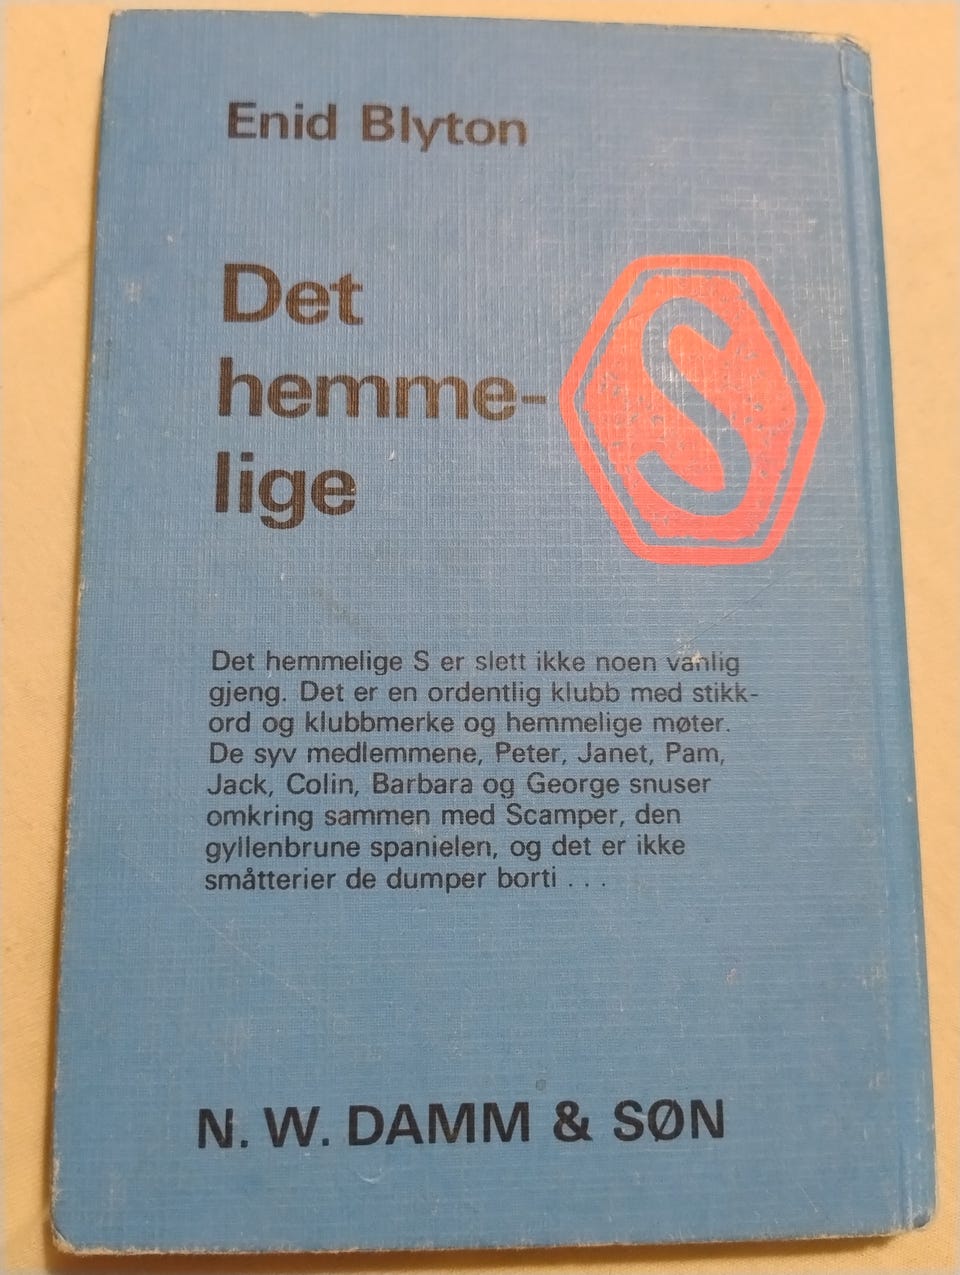 Enid Blyton
Det
hemme-
lige
S
Det hemmelige S er slett ikke noen vanlig
gjeng. Det er en ordentlig klubb med stikk-
ord og klubbmerke og hemmelige møter.
De syv medlemmene, Peter, Janet, Pam,
Jack, Colin, Barbara og George snuser
omkring sammen med Scamper, den
gyllenbrune spanielen, og det er ikke
småtterier de dumper borti . . .
N. W. DAMM & SØN